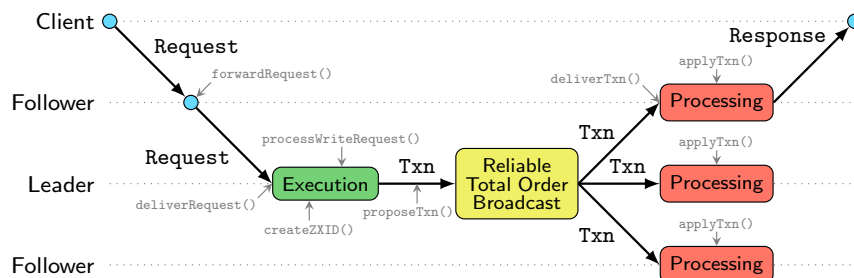 Client
Request
Response
forwardRequest()
applyTxn()
deliverTxn()
Follower
Processing
processWriteRequest()
Txn
applyTxn()
Request
Txn
Reliable
Total Order
Broadcast
Txn
Leader
Execution
Processing
deliverRequest()
proposeTxn()
createZXID()
Txn
applyTxn()
Follower
Processing